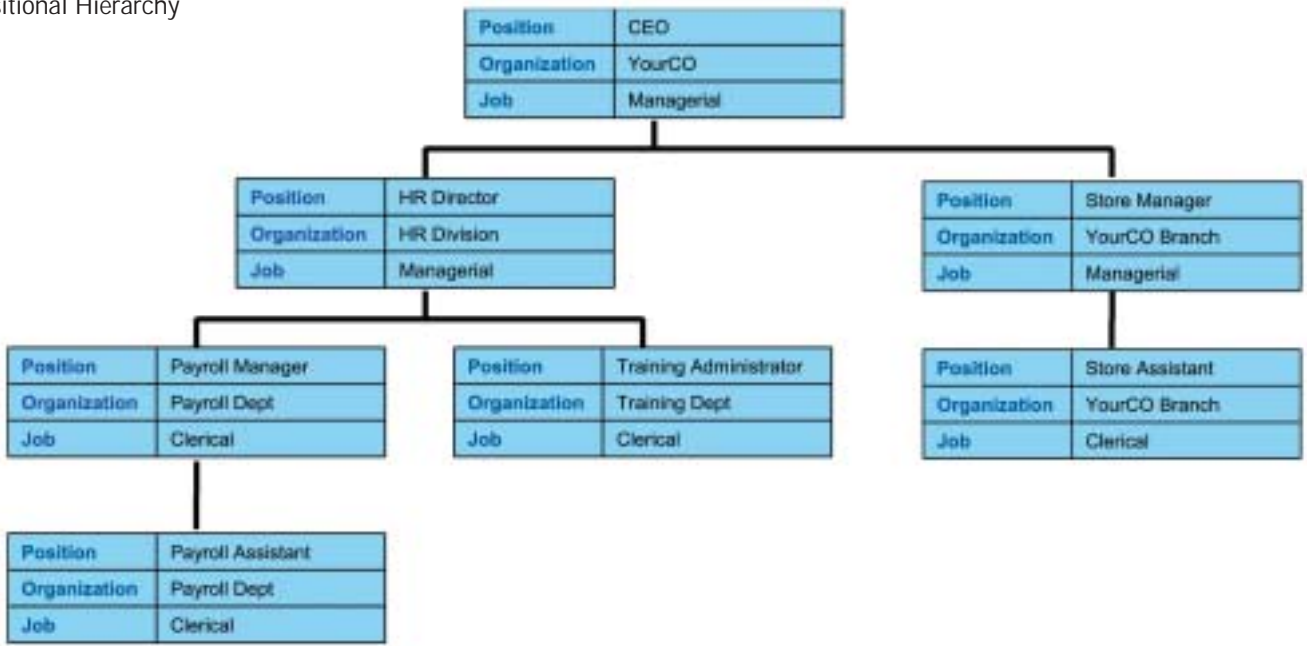 sitional Hierarchy
Position CEO
Organization YourCO
Job Managerial
Position HR Director
Organization HR Division
Job Managerial
Position Store Manager
Organization YourCO Branch
Job Managerial
Position Payroll Manager
Organization Payroll Dept
Job Clerical
Position Training Administrator
Organization Training Dept
Job Clerical
Position Store Assistant
Organization YourCO Branch
Job Clerical
Position Payroll Assistant
Organization Payroll Dept
Job Clerical